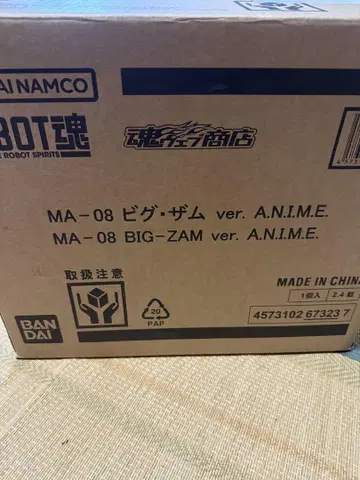 AI NAMCO
BOT魂
E ROBOT SPIRITS
魂ウェブ商店
MA-08 ビグ・ザム ver. A.N.I.M.E.
MA-08 BIG-ZAM ver. A.N.I.M.E.
取扱注意
20
PAP
MADE IN CHINA
1個入
BAN
DAI
4573102 67323 7